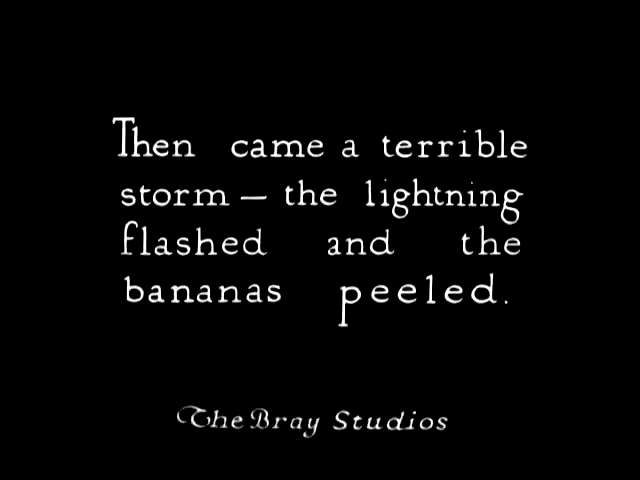 Then came a terrible
storm — the lightning
flashed and the
bananas peeled.
The Bray Studios